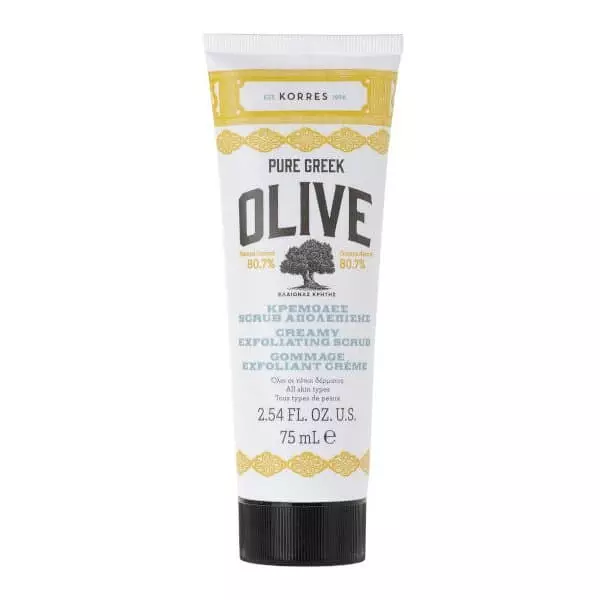 EST. KORRES 1996
PURE GREEK
OLIVE
80.7% 80.7%
ΕΛΑΙΩΝΑΣ ΚΡΗΤΗΣ
ΚΡΕΜΩΔΕΣ
SCRUB ΑΠΟΛΕΠΙΣΗΣ
CREAMY
EXFOLIATING SCRUB
GOMMAGE
EXFOLIANT CRÈME
Όλοι οι τύποι δέρματος
All skin types
Tous types de peaux
2.54 FL. OZ. U.S.
75 mL ℮